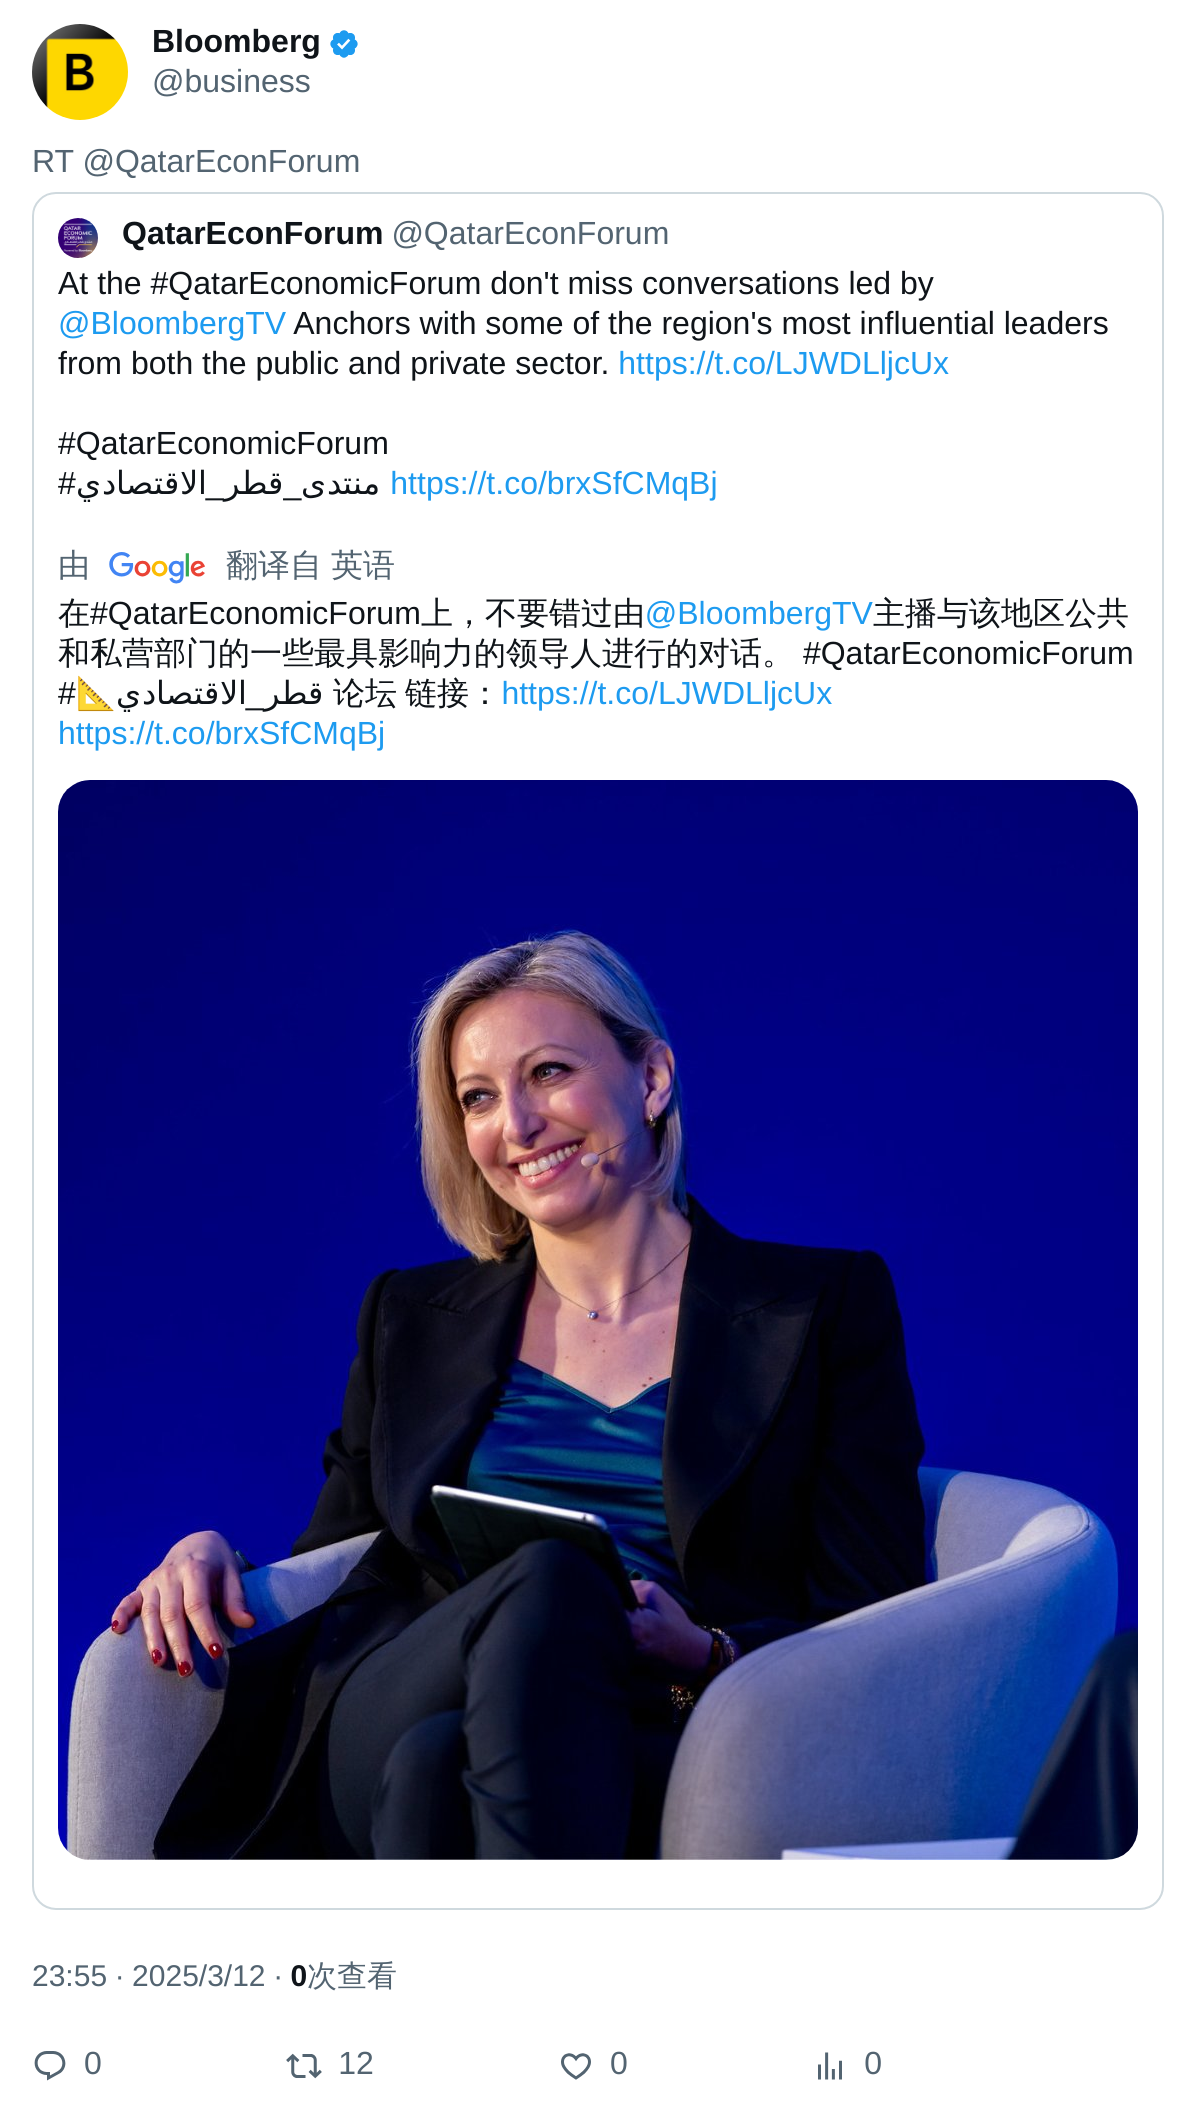 B
Bloomberg
@business
RT @QatarEconForum
QATAR
ECONOMIC
FORUM
QatarEconForum @QatarEconForum
At the #QatarEconomicForum don't miss conversations led by
@BloombergTV Anchors with some of the region's most influential leaders
from both the public and private sector. https://t.co/LJWDLljcUx
#QatarEconomicForum
#منتدى_قطر_الاقتصادي https://t.co/brxSfCMqBj
由 Google 翻译自 英语
在#QatarEconomicForum上，不要错过由@BloombergTV主播与该地区公共
和私营部门的一些最具影响力的领导人进行的对话。 #QatarEconomicForum
#📐قطر_الاقتصادي 论坛 链接：https://t.co/LJWDLljcUx
https://t.co/brxSfCMqBj
23:55 · 2025/3/12 · 0次查看
0 12 0 0